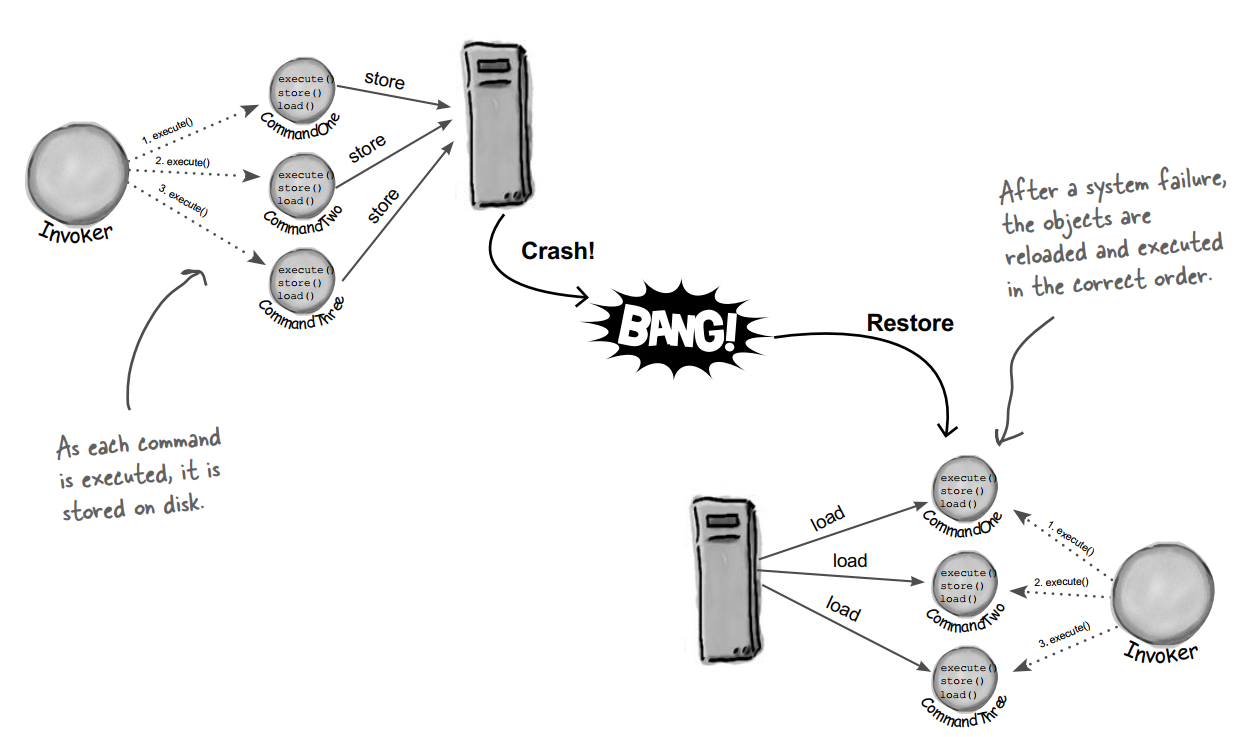 execute()
store()
load()
CommandOne
store
1. execute()
2. execute()
3. execute()
Invoker
execute()
store()
load()
CommandTwo
store
execute()
store()
load()
CommandThree
store
As each command
is executed, it is
stored on disk.
Crash!
BANG!
Restore
After a system failure,
the objects are
reloaded and executed
in the correct order.
load
load
load
execute()
store()
load()
CommandOne
execute()
store()
load()
CommandTwo
execute()
store()
load()
CommandThree
1. execute()
2. execute()
3. execute()
Invoker